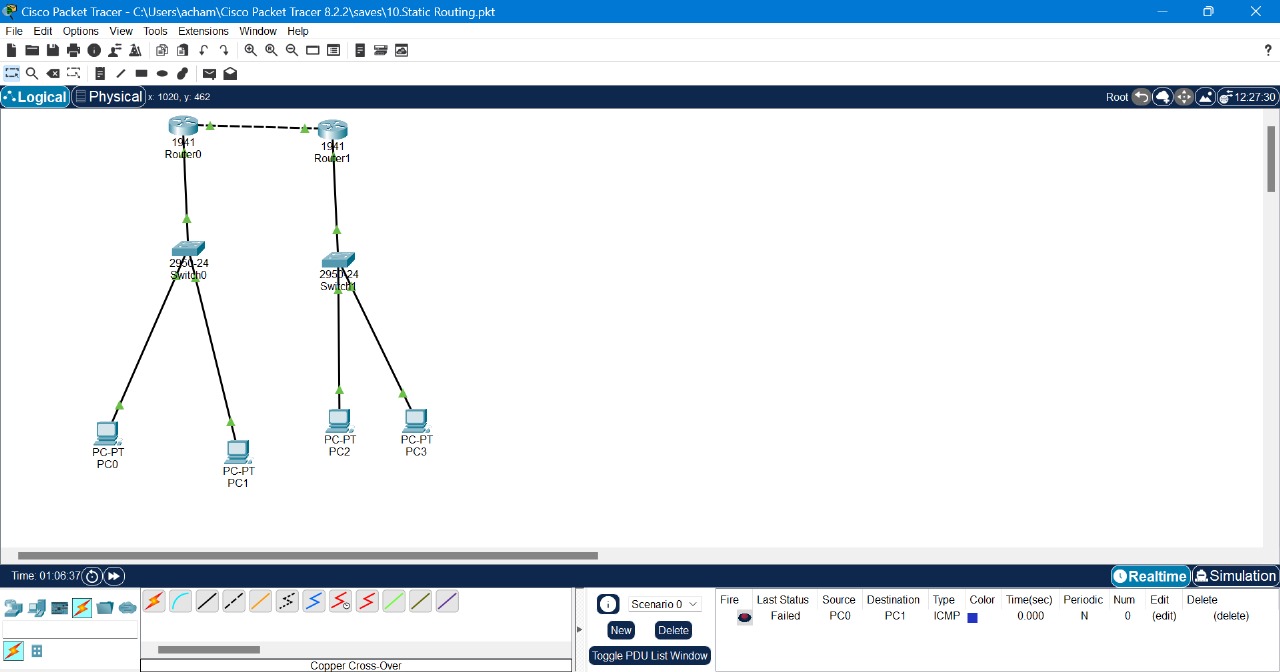 Cisco Packet Tracer - C:\Users\acham\Cisco Packet Tracer 8.2.2\saves\10.Static Routing.pkt
File Edit Options View Tools Extensions Window Help
?
Logical Physical x: 1020, y: 462 Root 12:27:30
1941
Router0
1941
Router1
2950-24
Switch0
2950-24
Switch1
PC-PT
PC0
PC-PT
PC1
PC-PT
PC2
PC-PT
PC3
Time: 01:06:37 Realtime Simulation
Scenario 0
New Delete
Toggle PDU List Window
Fire Last Status Source Destination Type Color Time(sec) Periodic Num Edit Delete
Failed PC0 PC1 ICMP 0.000 N 0 (edit) (delete)
Copper Cross-Over